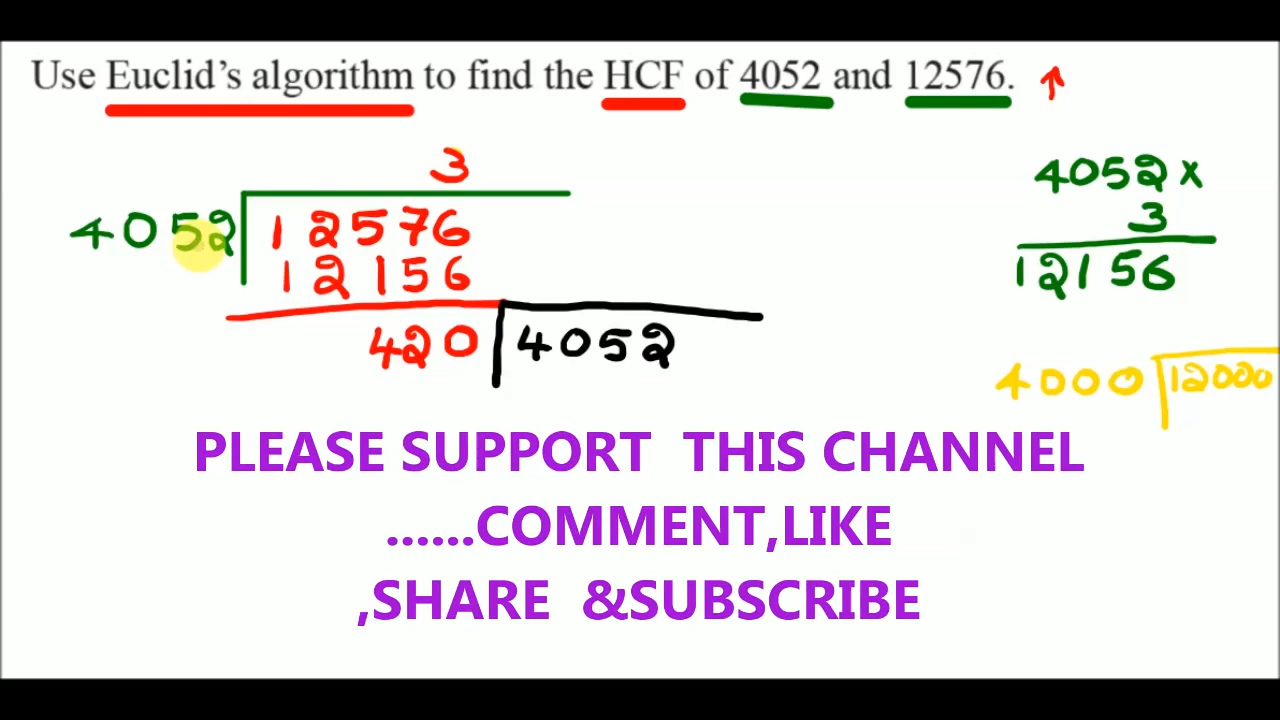 Use Euclid's algorithm to find the HCF of 4052 and 12576.
3
4052 12576
12156
420 4052
4052 x
3
12156
4000 12000
PLEASE SUPPORT THIS CHANNEL
......COMMENT,LIKE
,SHARE &SUBSCRIBE